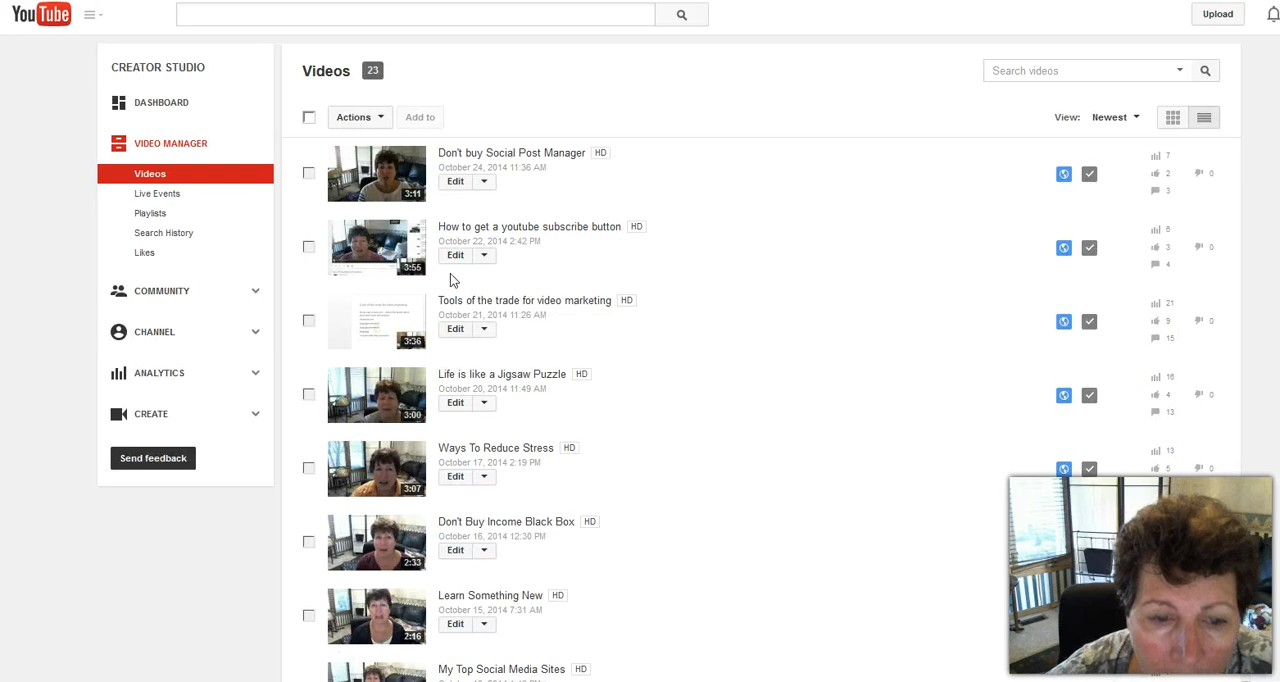 YouTube
Upload
CREATOR STUDIO
DASHBOARD
VIDEO MANAGER
Videos
Live Events
Playlists
Search History
Likes
COMMUNITY
CHANNEL
ANALYTICS
CREATE
Send feedback
Videos 23
Search videos
Actions Add to View: Newest
Don't buy Social Post Manager HD
October 24, 2014 11:36 AM
Edit
3:11
7
2 0
3
How to get a youtube subscribe button HD
October 22, 2014 2:42 PM
Edit
3:55
6
3 0
4
Tools of the trade for video marketing HD
October 21, 2014 11:26 AM
Edit
3:36
21
9 0
15
Life is like a Jigsaw Puzzle HD
October 20, 2014 11:49 AM
Edit
3:00
16
4 0
13
Ways To Reduce Stress HD
October 17, 2014 2:19 PM
Edit
3:07
13
5 0
Don't Buy Income Black Box HD
October 16, 2014 12:30 PM
Edit
2:33
Learn Something New HD
October 15, 2014 7:31 AM
Edit
2:16
My Top Social Media Sites HD